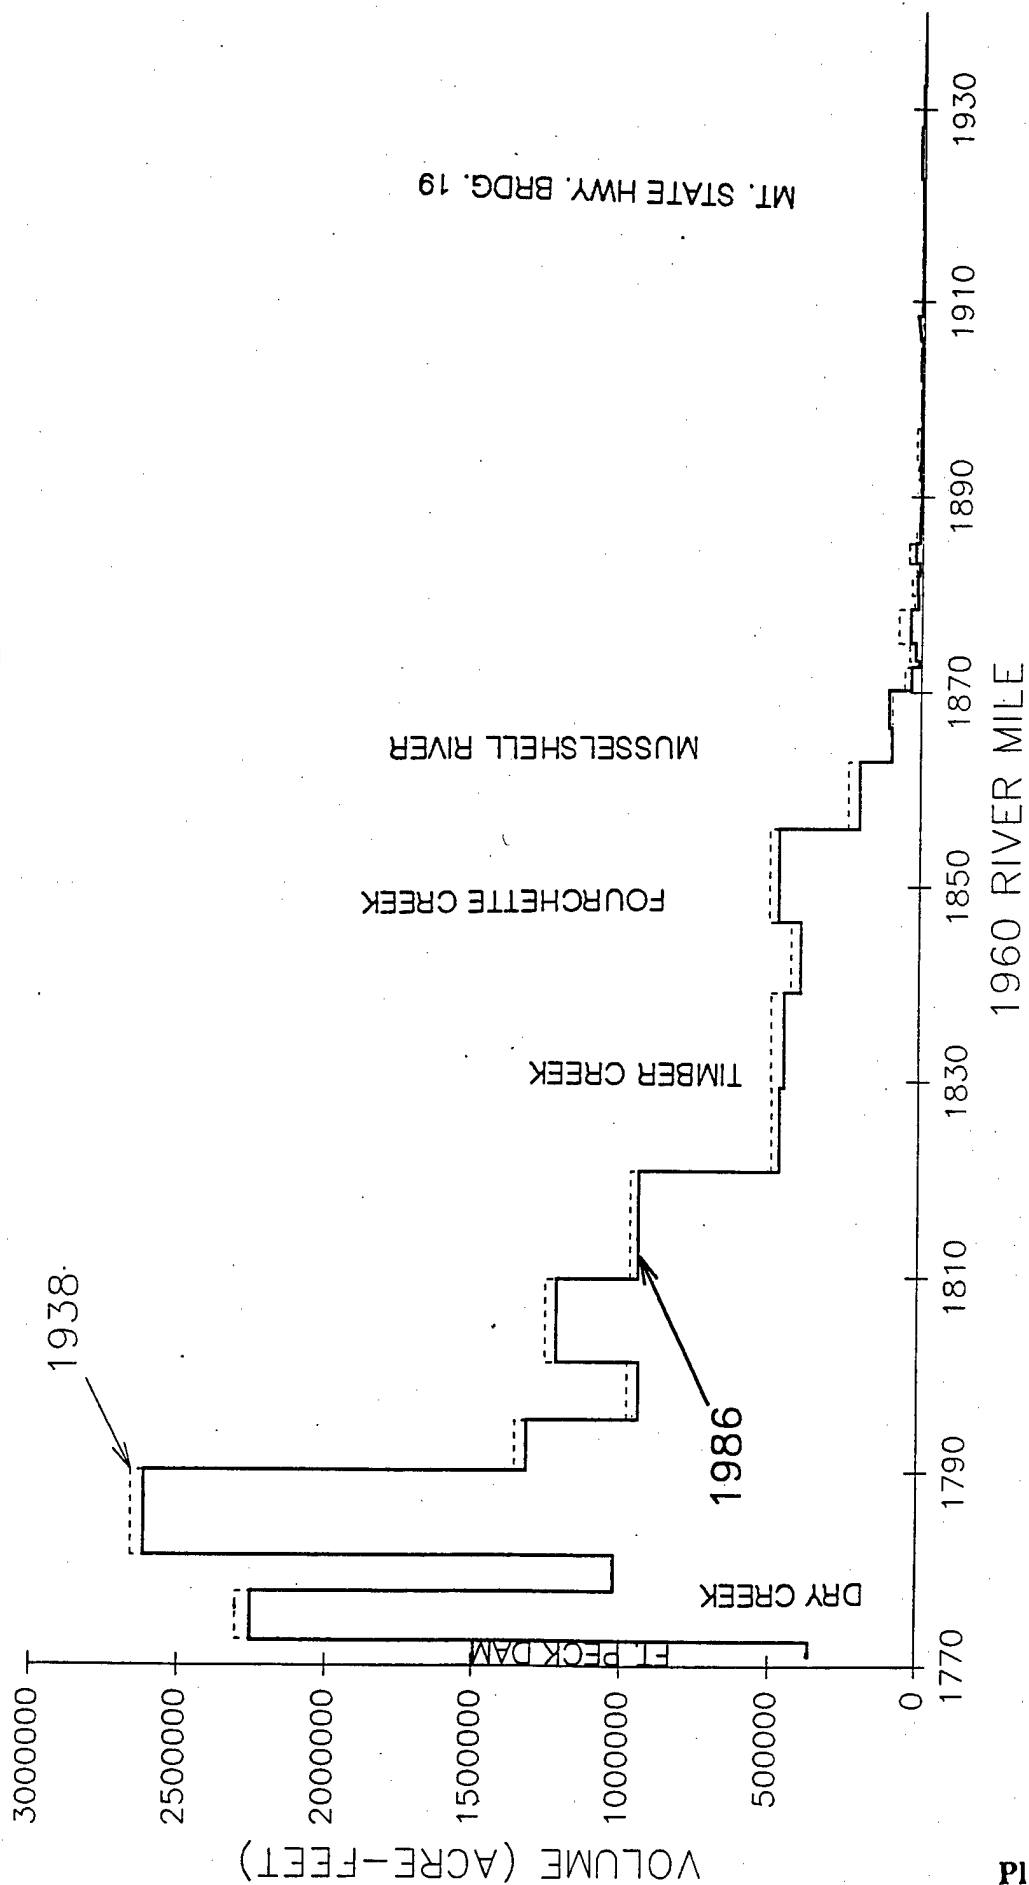 3000000
2500000
2000000
1500000
1000000
500000
0
VOLUME (ACRE-FEET)
1938
1986
FT. PECK DAM
DRY CREEK
TIMBER CREEK
FOURCHETTE CREEK
MUSSELSHELL RIVER
MT. STATE HWY. BRDG. 19
1770
1790
1810
1830
1850
1870
1890
1910
1930
1960 RIVER MILE
Pl